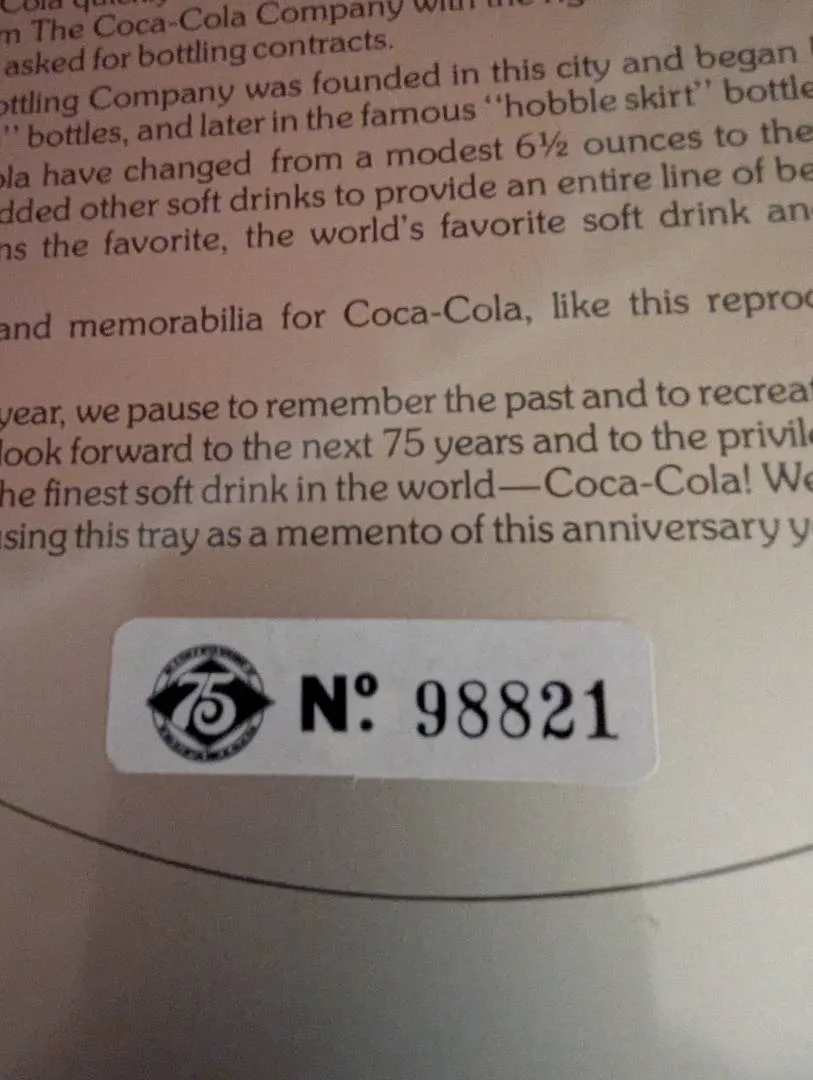 m The Coca-Cola Company
asked for bottling contracts.
ottling Company was founded in this city and began
" bottles, and later in the famous "hobble skirt" bottle
ola have changed from a modest 6½ ounces to the
dded other soft drinks to provide an entire line of be
ns the favorite, the world's favorite soft drink an
and memorabilia for Coca-Cola, like this reproc
year, we pause to remember the past and to recreat
look forward to the next 75 years and to the privile
he finest soft drink in the world—Coca-Cola! We
sing this tray as a memento of this anniversary y
75 Nº 98821